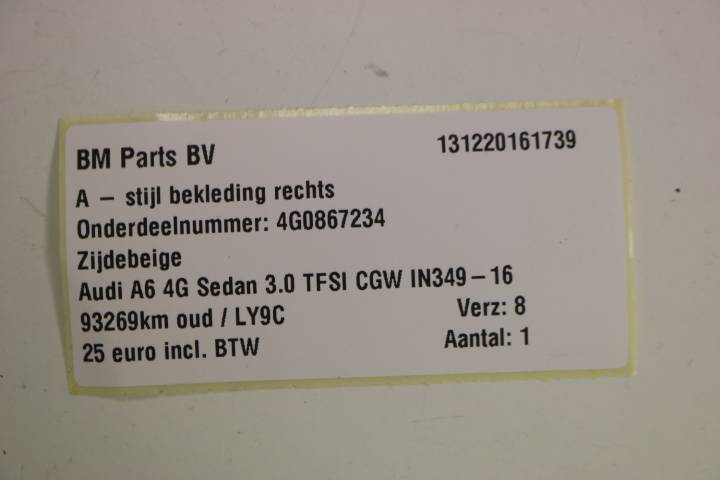 BM Parts BV 131220161739
A – stijl bekleding rechts
Onderdeelnummer: 4G0867234
Zijdebeige
Audi A6 4G Sedan 3.0 TFSI CGW IN349–16
93269km oud / LY9C Verz: 8
25 euro incl. BTW Aantal: 1